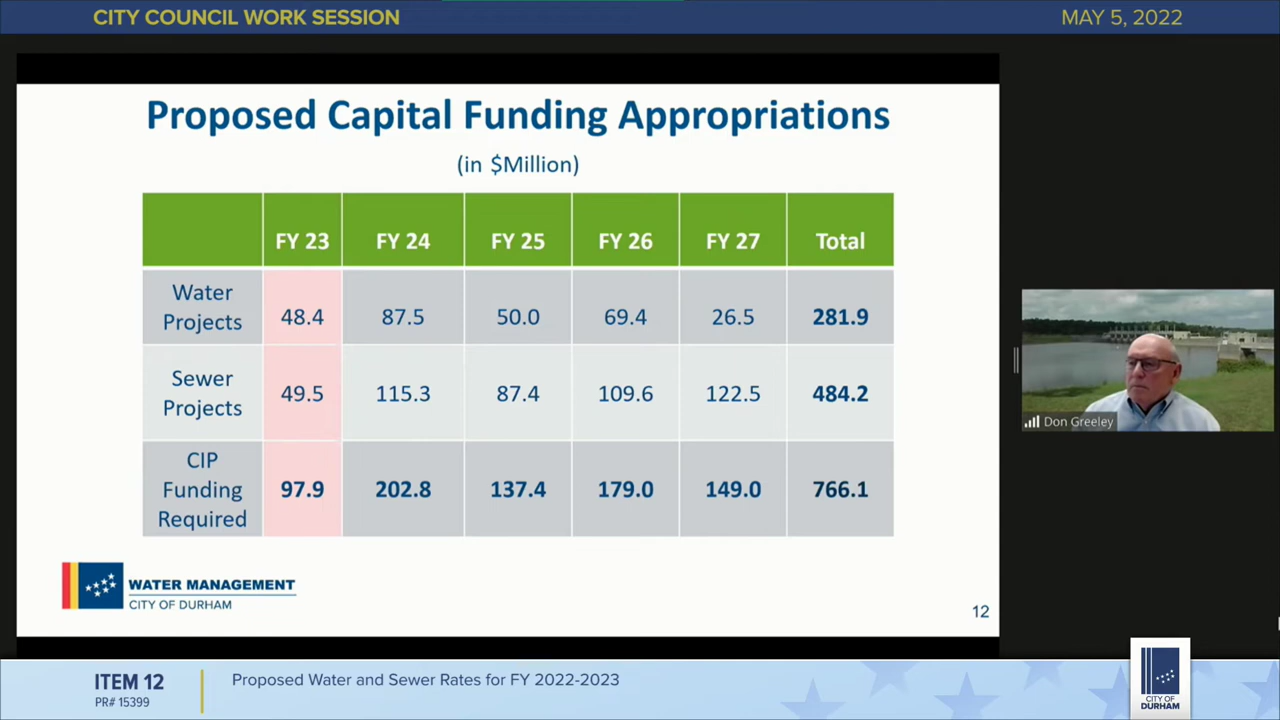 CITY COUNCIL WORK SESSION
MAY 5, 2022
Proposed Capital Funding Appropriations
(in $Million)
FY 23 FY 24 FY 25 FY 26 FY 27 Total
Water
Projects
48.4 87.5 50.0 69.4 26.5 281.9
Sewer
Projects
49.5 115.3 87.4 109.6 122.5 484.2
CIP
Funding
Required
97.9 202.8 137.4 179.0 149.0 766.1
WATER MANAGEMENT
CITY OF DURHAM
12
Don Greeley
ITEM 12
PR# 15399
Proposed Water and Sewer Rates for FY 2022-2023
CITY OF
DURHAM